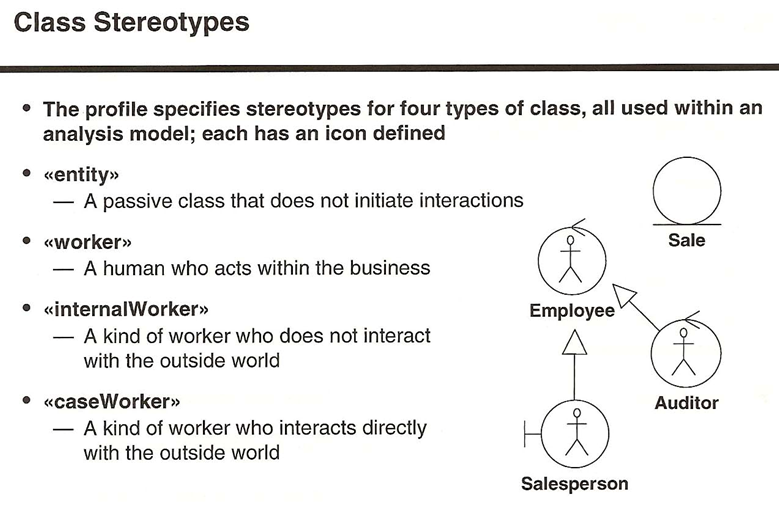 Class Stereotypes
• The profile specifies stereotypes for four types of class, all used within an
analysis model; each has an icon defined
• «entity»
— A passive class that does not initiate interactions
• «worker»
— A human who acts within the business
• «internalWorker»
— A kind of worker who does not interact
with the outside world
• «caseWorker»
— A kind of worker who interacts directly
with the outside world
Sale
Employee
Auditor
Salesperson